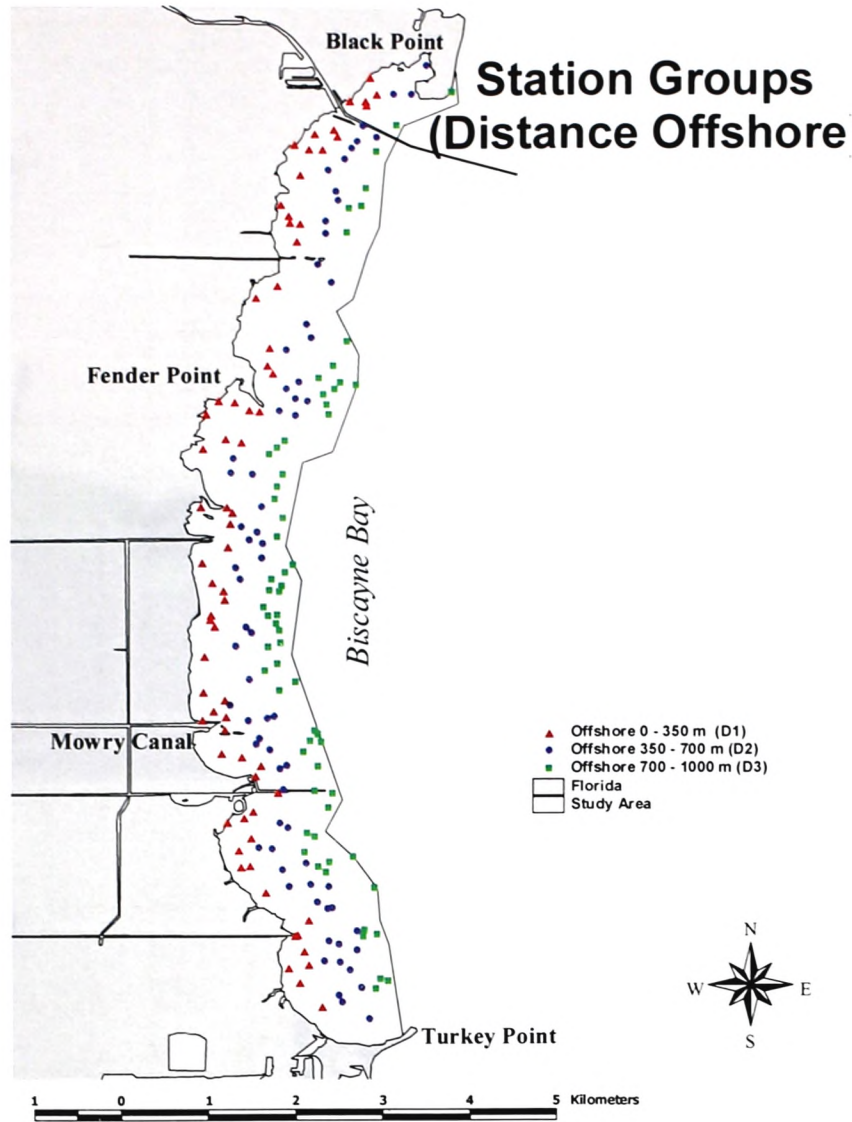 Black Point
Station Groups
(Distance Offshore
Fender Point
Biscayne Bay
Offshore 0 - 350 m (D1)
Offshore 350 - 700 m (D2)
Offshore 700 - 1000 m (D3)
Florida
Study Area
Mowry Canal
N
W E
S
Turkey Point
1 0 1 2 3 4 5 Kilometers